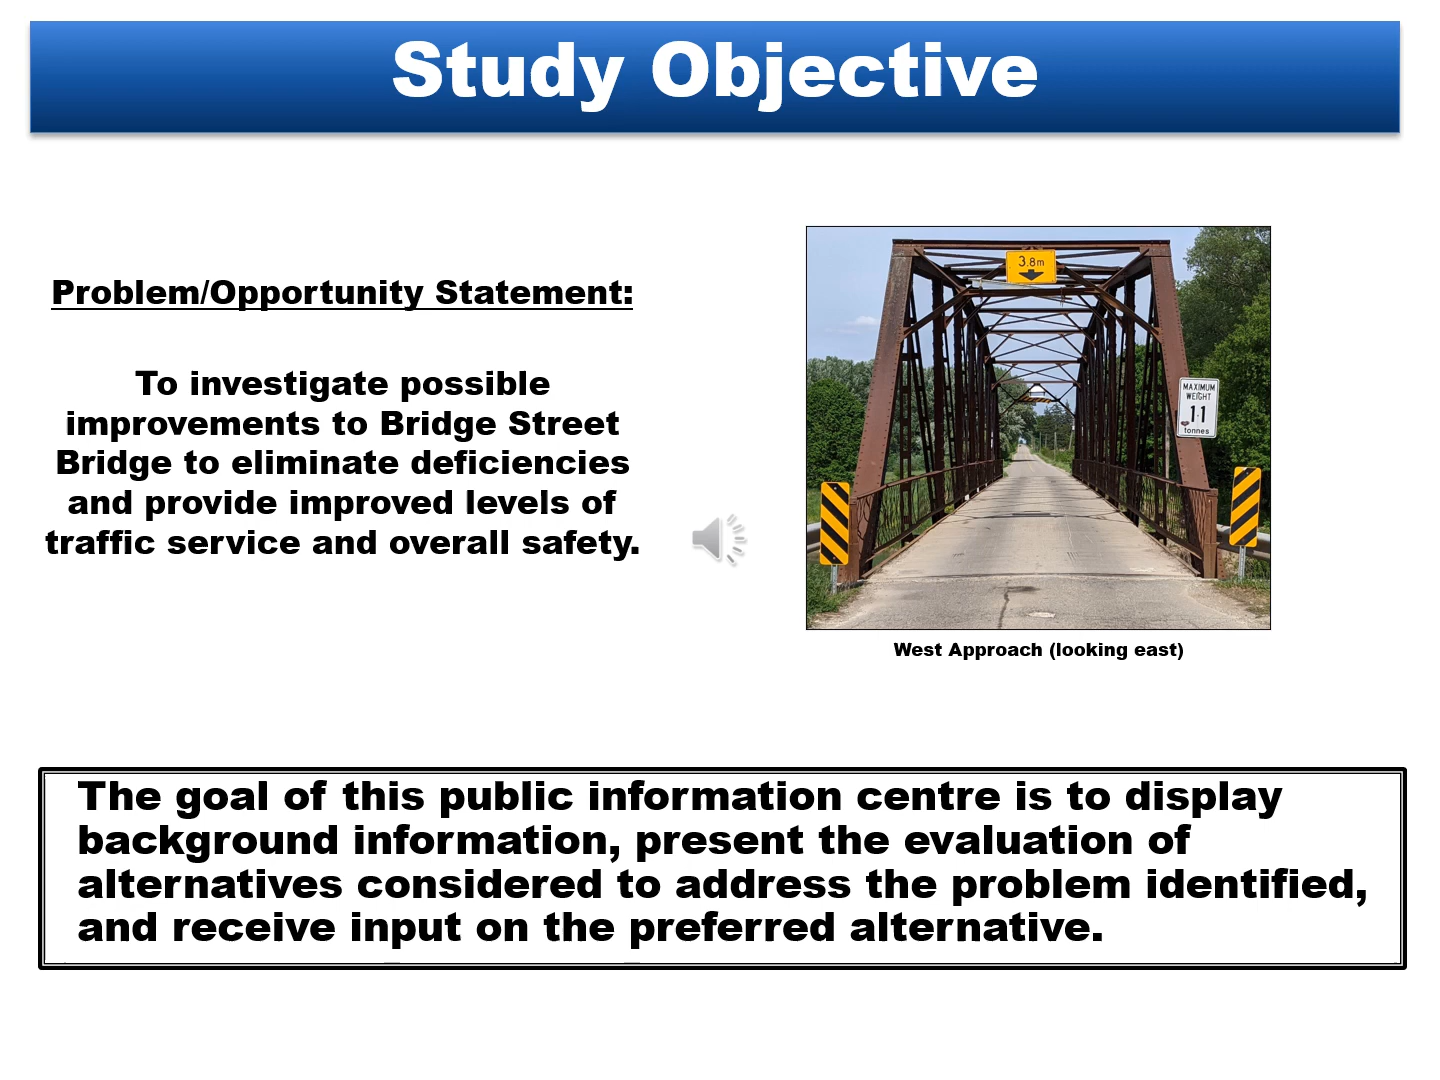 Study Objective
Problem/Opportunity Statement:
To investigate possible
improvements to Bridge Street
Bridge to eliminate deficiencies
and provide improved levels of
traffic service and overall safety.
3.8m
MAXIMUM
WEIGHT
11
tonnes
West Approach (looking east)
The goal of this public information centre is to display
background information, present the evaluation of
alternatives considered to address the problem identified,
and receive input on the preferred alternative.